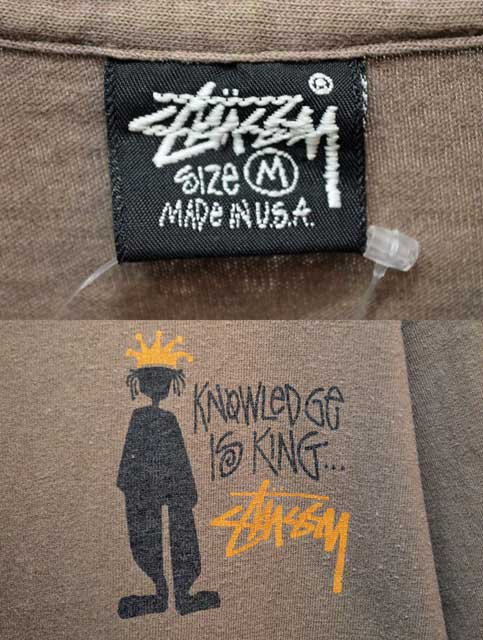 ®
STÜSSY
SIZE M
MADE IN U.S.A.
KNOWLEDGE
IS KING...
STÜSSY